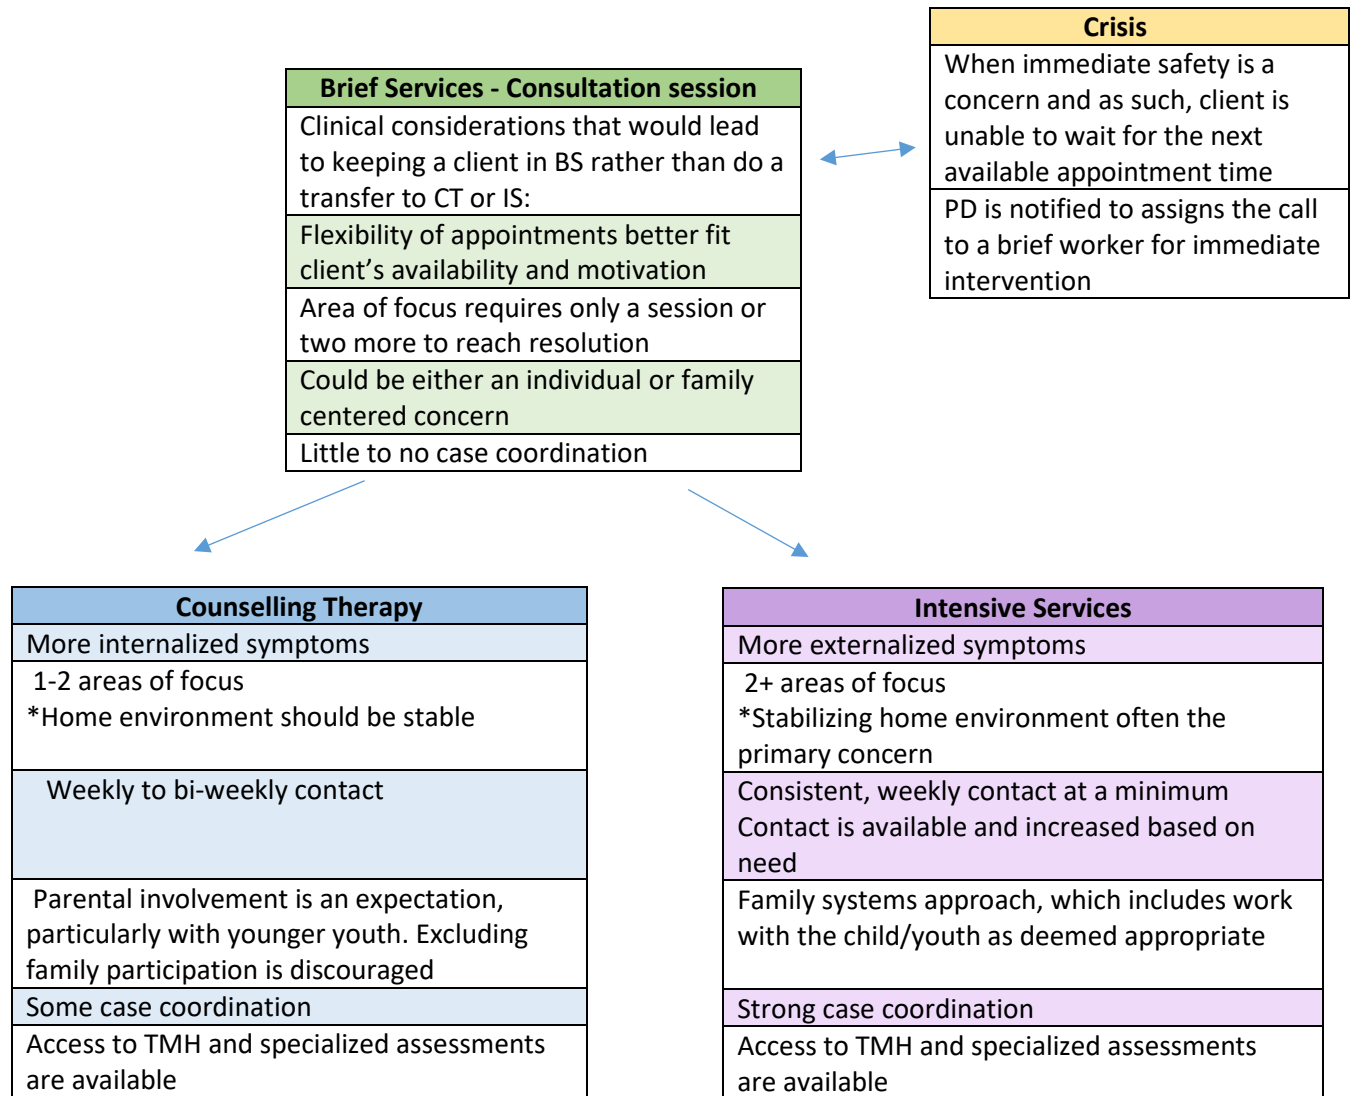 Crisis
When immediate safety is a
concern and as such, client is
unable to wait for the next
available appointment time
PD is notified to assigns the call
to a brief worker for immediate
intervention
Brief Services - Consultation session
Clinical considerations that would lead
to keeping a client in BS rather than do a
transfer to CT or IS:
Flexibility of appointments better fit
client’s availability and motivation
Area of focus requires only a session or
two more to reach resolution
Could be either an individual or family
centered concern
Little to no case coordination
Counselling Therapy
More internalized symptoms
1-2 areas of focus
*Home environment should be stable
Weekly to bi-weekly contact
Parental involvement is an expectation,
particularly with younger youth. Excluding
family participation is discouraged
Some case coordination
Access to TMH and specialized assessments
are available
Intensive Services
More externalized symptoms
2+ areas of focus
*Stabilizing home environment often the
primary concern
Consistent, weekly contact at a minimum
Contact is available and increased based on
need
Family systems approach, which includes work
with the child/youth as deemed appropriate
Strong case coordination
Access to TMH and specialized assessments
are available